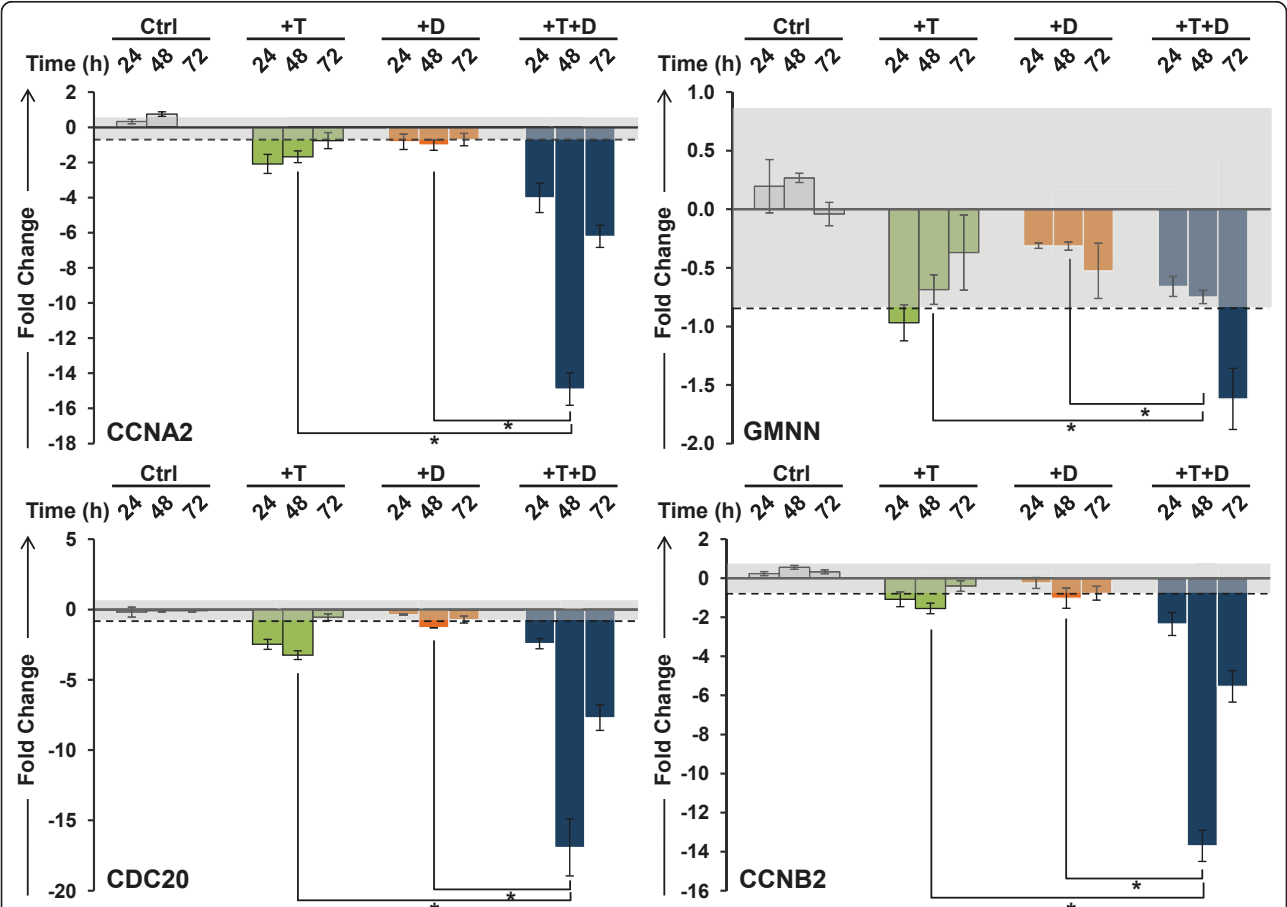 Ctrl +T +D +T+D
Time (h) 24 48 72 24 48 72 24 48 72 24 48 72
Fold Change
2
0
-2
-4
-6
-8
-10
-12
-14
-16
-18
*
*
CCNA2
Ctrl +T +D +T+D
Time (h) 24 48 72 24 48 72 24 48 72 24 48 72
Fold Change
1.0
0.5
0.0
-0.5
-1.0
-1.5
-2.0
*
*
GMNN
Ctrl +T +D +T+D
Time (h) 24 48 72 24 48 72 24 48 72 24 48 72
Fold Change
5
0
-5
-10
-15
-20
*
*
CDC20
Ctrl +T +D +T+D
Time (h) 24 48 72 24 48 72 24 48 72 24 48 72
Fold Change
2
0
-2
-4
-6
-8
-10
-12
-14
-16
*
*
CCNB2